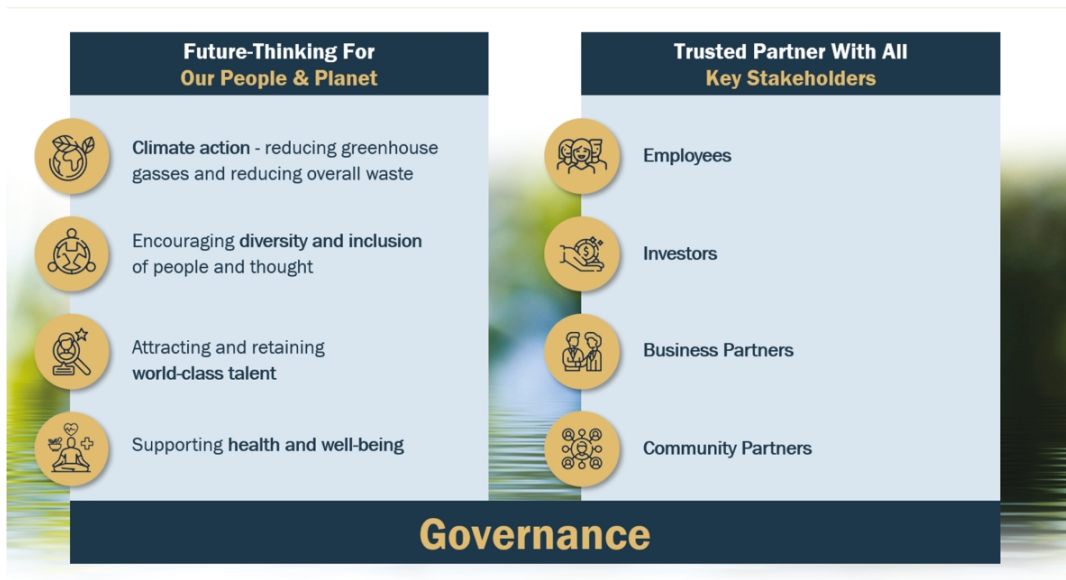 Future-Thinking For
Our People & Planet
Climate action - reducing greenhouse
gasses and reducing overall waste
Encouraging diversity and inclusion
of people and thought
Attracting and retaining
world-class talent
Supporting health and well-being
Trusted Partner With All
Key Stakeholders
Employees
Investors
Business Partners
Community Partners
Governance